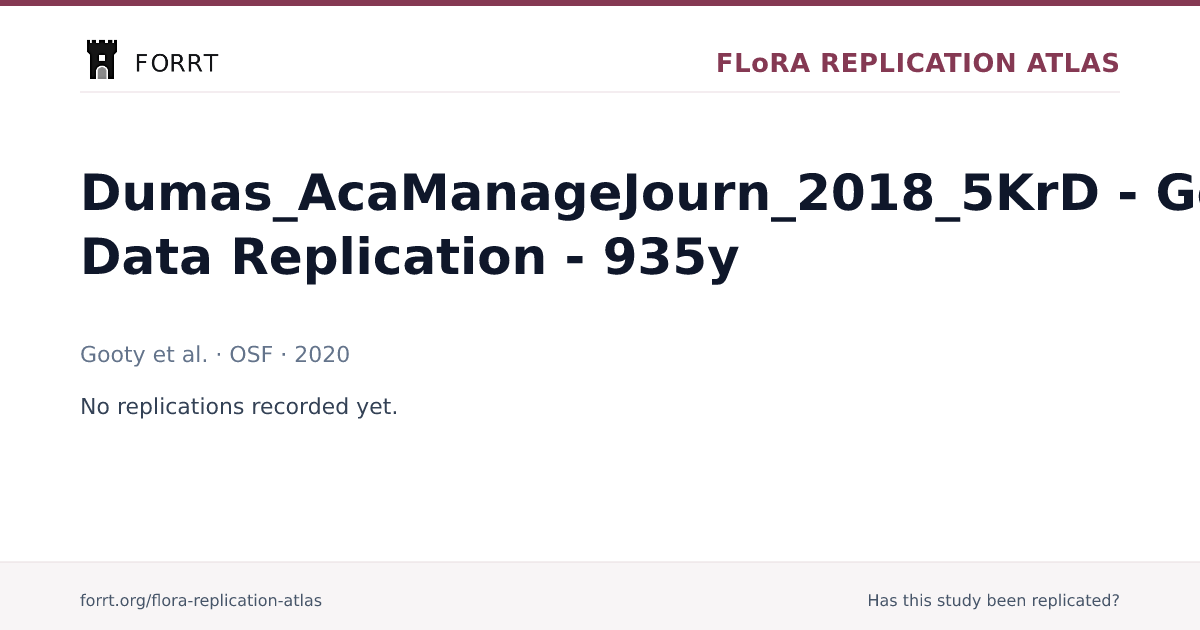 FORRT
FLoRA REPLICATION ATLAS
Dumas_AcaManageJourn_2018_5KrD -
Data Replication - 935y
Gooty et al. · OSF · 2020
No replications recorded yet.
forrt.org/flora-replication-atlas
Has this study been replicated?